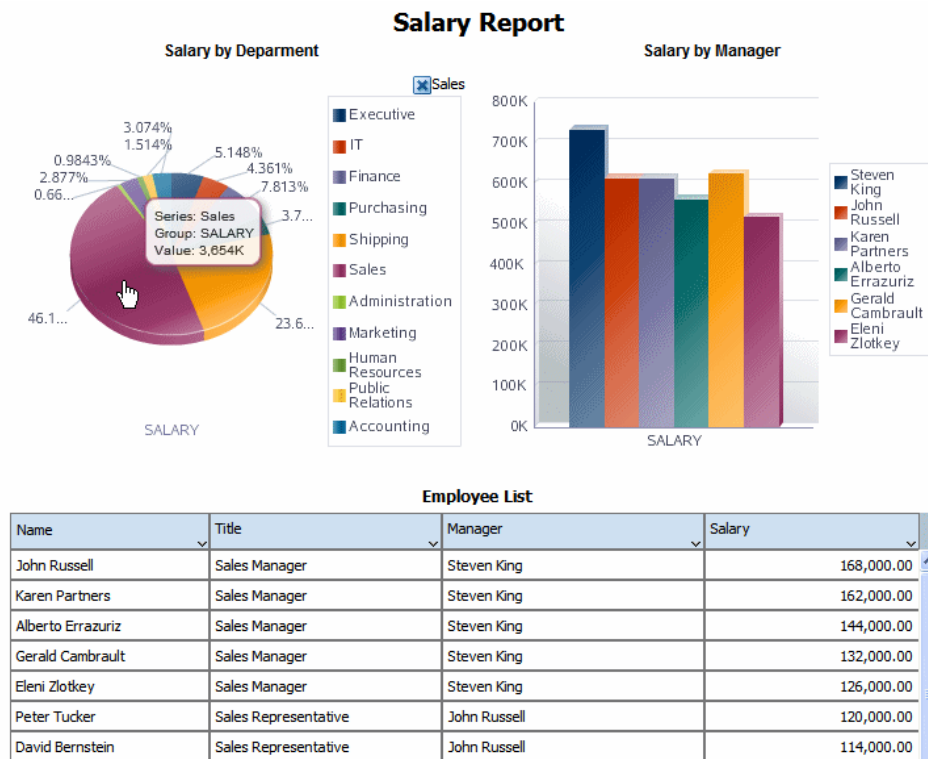 Salary Report
Salary by Deparment
Salary by Manager
Sales
3.074%
1.514%
0.9843%
2.877%
0.66...
5.148%
4.361%
7.813%
3.7...
23.6...
46.1...
Series: Sales
Group: SALARY
Value: 3,654K
SALARY
Executive
IT
Finance
Purchasing
Shipping
Sales
Administration
Marketing
Human
Resources
Public
Relations
Accounting
800K
700K
600K
500K
400K
300K
200K
100K
0K
SALARY
Steven
King
John
Russell
Karen
Partners
Alberto
Errazuriz
Gerald
Cambrault
Eleni
Zlotkey
Employee List
Name Title Manager Salary
John Russell Sales Manager Steven King 168,000.00
Karen Partners Sales Manager Steven King 162,000.00
Alberto Errazuriz Sales Manager Steven King 144,000.00
Gerald Cambrault Sales Manager Steven King 132,000.00
Eleni Zlotkey Sales Manager Steven King 126,000.00
Peter Tucker Sales Representative John Russell 120,000.00
David Bernstein Sales Representative John Russell 114,000.00